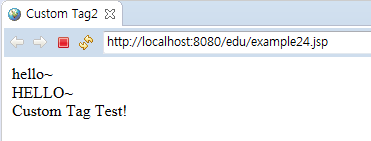 Custom Tag2
http://localhost:8080/edu/example24.jsp
hello~
HELLO~
Custom Tag Test!